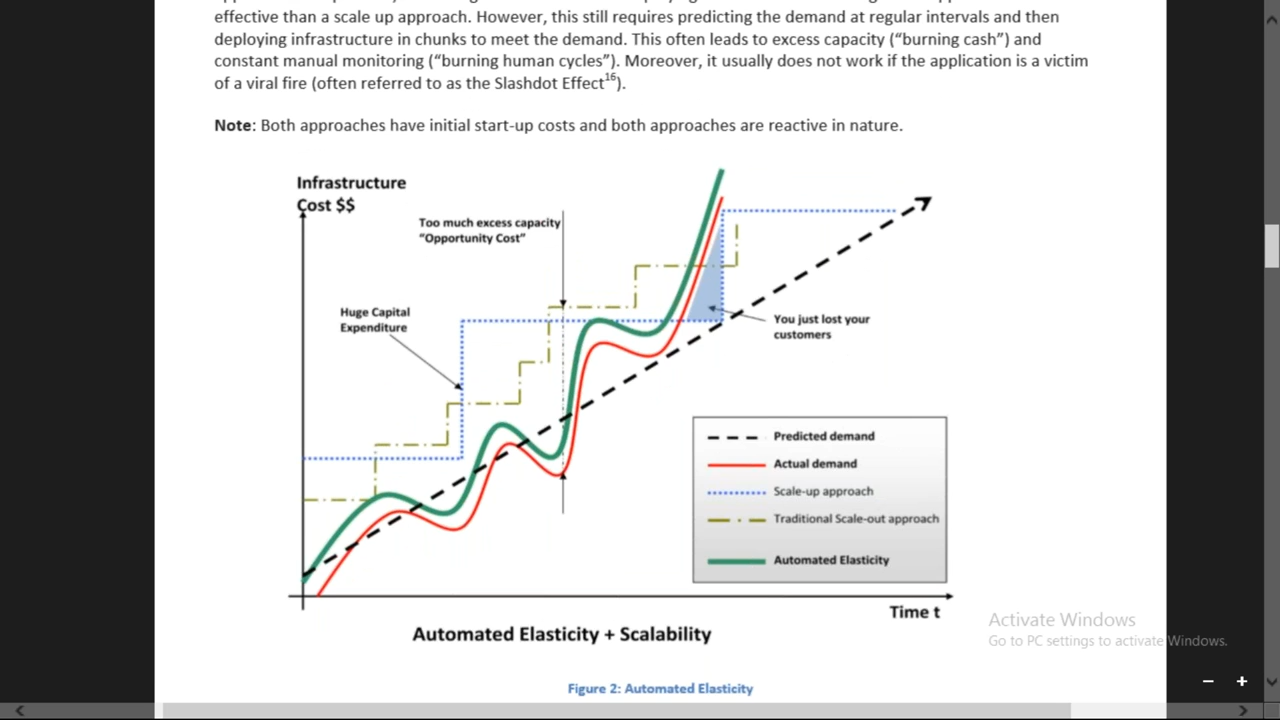 effective than a scale up approach. However, this still requires predicting the demand at regular intervals and then
deploying infrastructure in chunks to meet the demand. This often leads to excess capacity (“burning cash”) and
constant manual monitoring (“burning human cycles”). Moreover, it usually does not work if the application is a victim
of a viral fire (often referred to as the Slashdot Effect16).
Note: Both approaches have initial start-up costs and both approaches are reactive in nature.
Infrastructure
Cost $$
Too much excess capacity
“Opportunity Cost”
Huge Capital
Expenditure
You just lost your
customers
Predicted demand
Actual demand
Scale-up approach
Traditional Scale-out approach
Automated Elasticity
Time t
Automated Elasticity + Scalability
Activate Windows
Go to PC settings to activate Windows.
Figure 2: Automated Elasticity